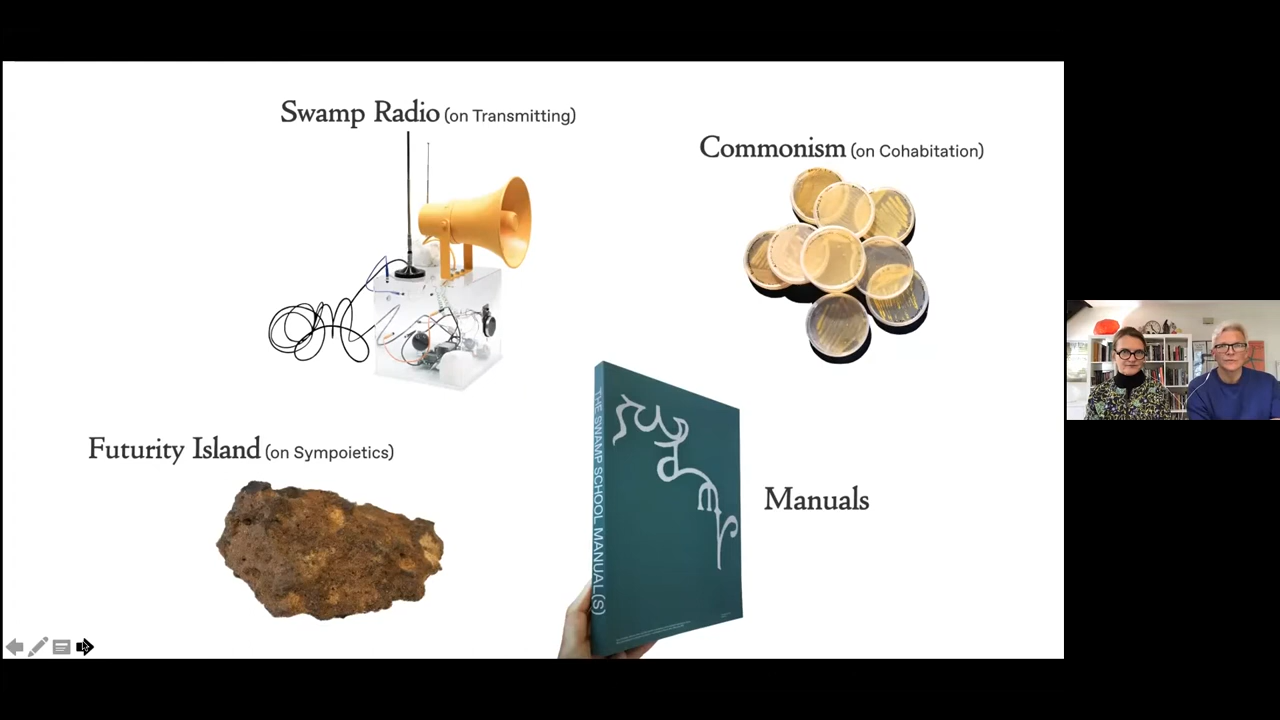 Swamp Radio (on Transmitting)
Commonism (on Cohabitation)
Futurity Island (on Sympoietics)
THE SWAMP SCHOOL MANUAL(S)
Manuals